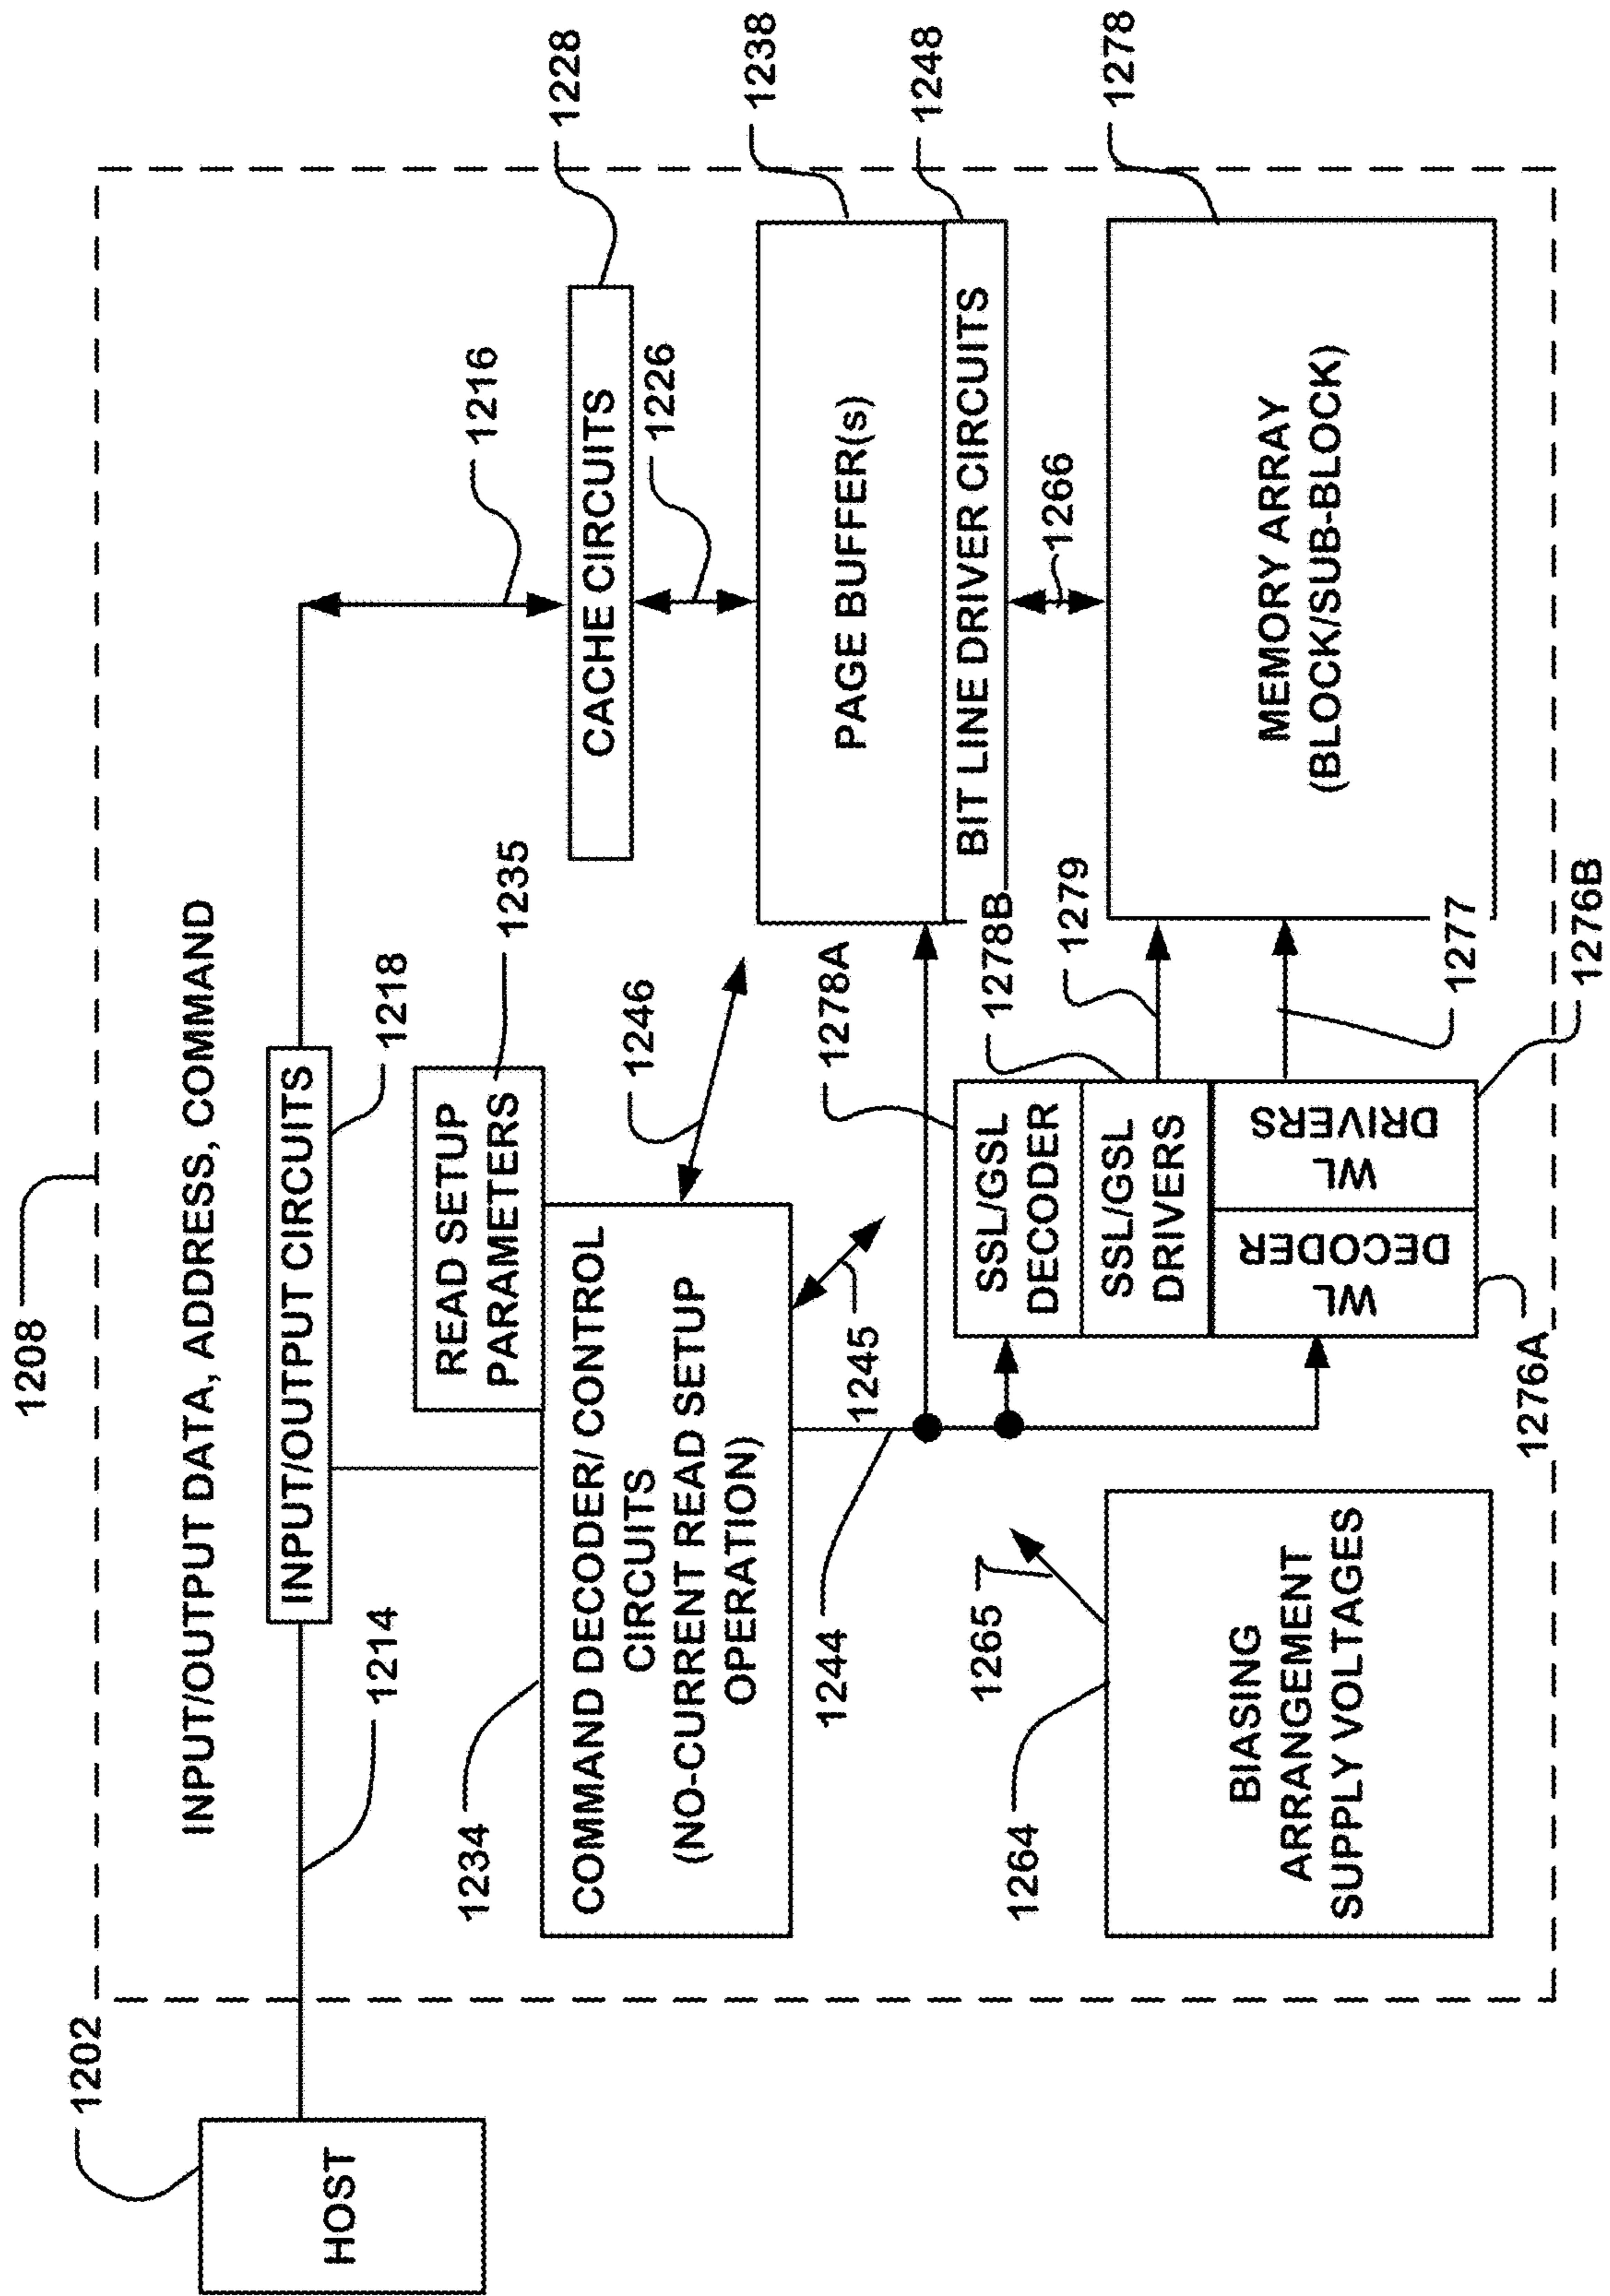 1208
INPUT/OUTPUT DATA, ADDRESS, COMMAND
1202
HOST
1214
INPUT/OUTPUT CIRCUITS
1218
1216
1228
CACHE CIRCUITS
1226
READ SETUP
PARAMETERS
1235
1234
COMMAND DECODER/ CONTROL
CIRCUITS
(NO-CURRENT READ SETUP
OPERATION)
1246
1245
1244
1238
PAGE BUFFER(s)
1248
BIT LINE DRIVER CIRCUITS
1266
1278A
1278B
SSL/GSL
DECODER
SSL/GSL
DRIVERS
1279
WL
DECODER
WL
DRIVERS
1276A
1276B
1277
1278
MEMORY ARRAY
(BLOCK/SUB-BLOCK)
1264
1265
BIASING
ARRANGEMENT
SUPPLY VOLTAGES